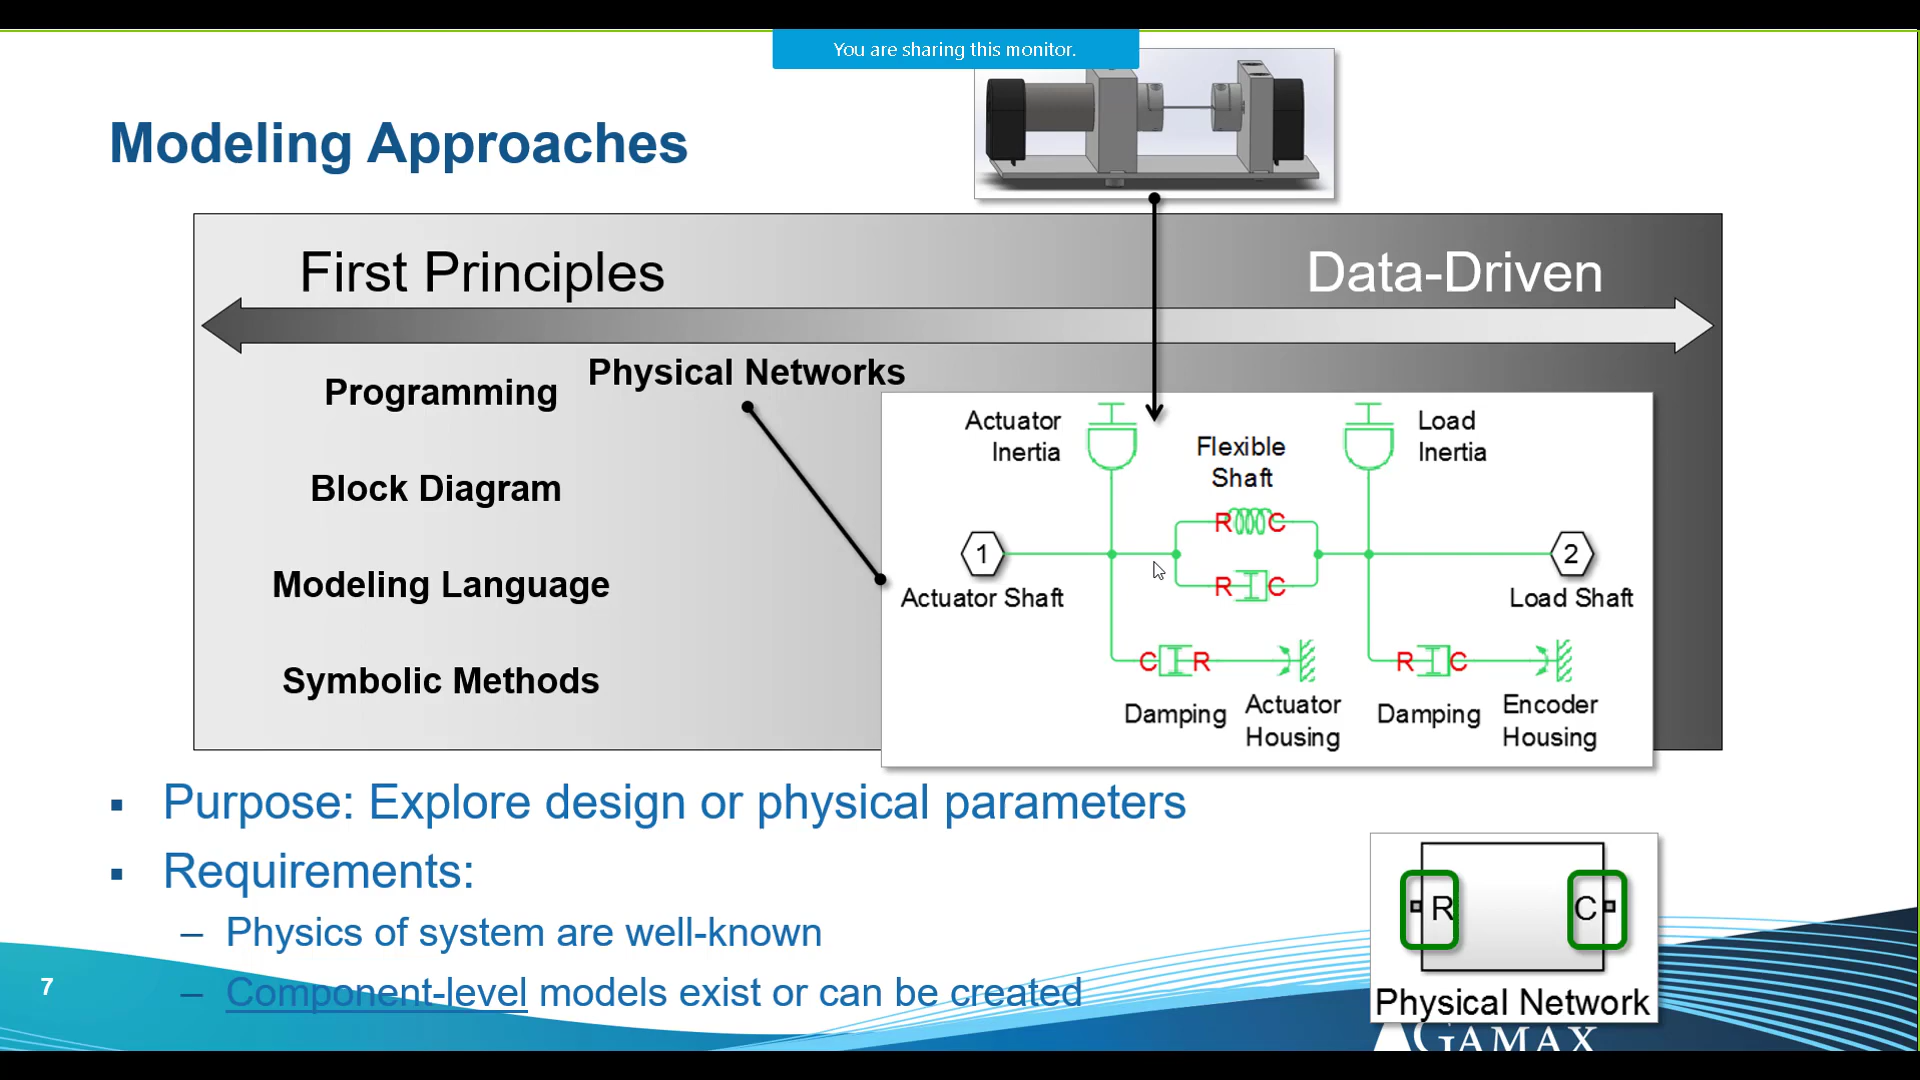 You are sharing this monitor.
Modeling Approaches
First Principles
Data-Driven
Programming
Physical Networks
Block Diagram
Modeling Language
Symbolic Methods
Actuator
Inertia
Flexible
Shaft
Load
Inertia
R C
1
2
R C
Actuator Shaft
Load Shaft
C R
R C
Damping
Actuator
Housing
Damping
Encoder
Housing
▪ Purpose: Explore design or physical parameters
▪ Requirements:
– Physics of system are well-known
– Component-level models exist or can be created
R
C
Physical Network
7
GAMAX